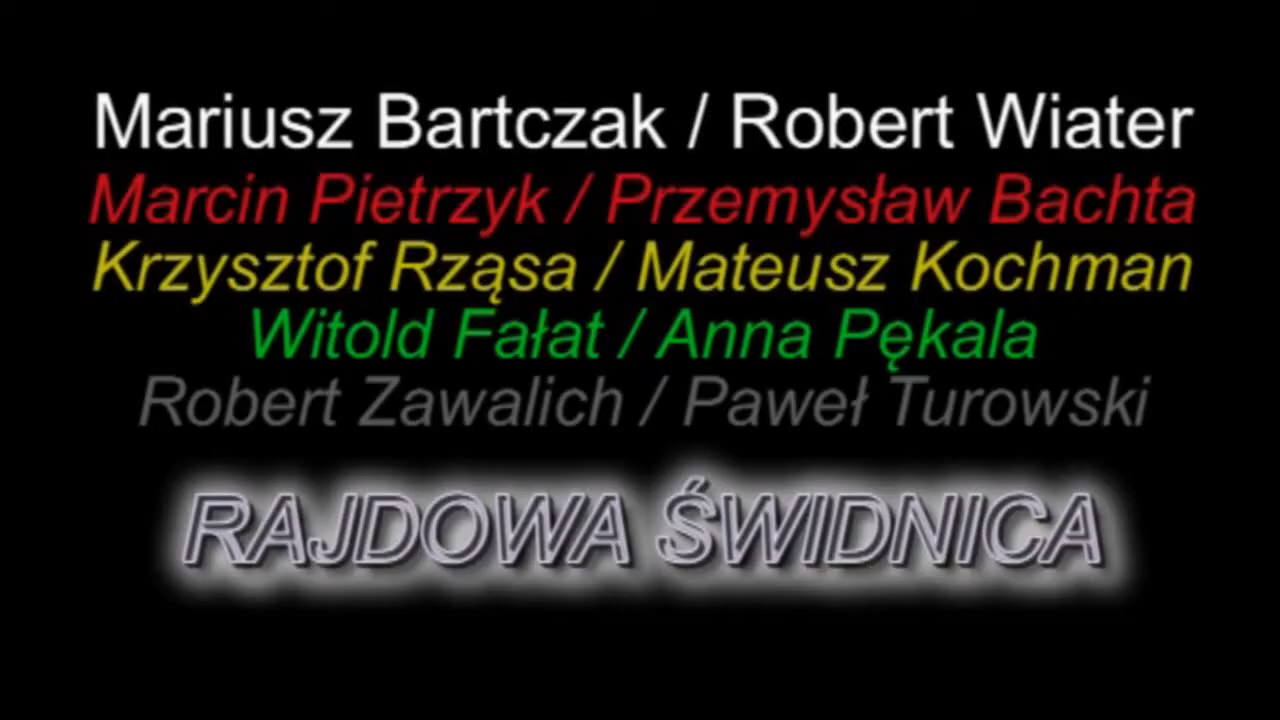 Mariusz Bartczak / Robert Wiater
Marcin Pietrzyk / Przemysław Bachta
Krzysztof Rząsa / Mateusz Kochman
Witold Fałat / Anna Pękala
Robert Zawalich / Paweł Turowski
RAJDOWA ŚWIDNICA